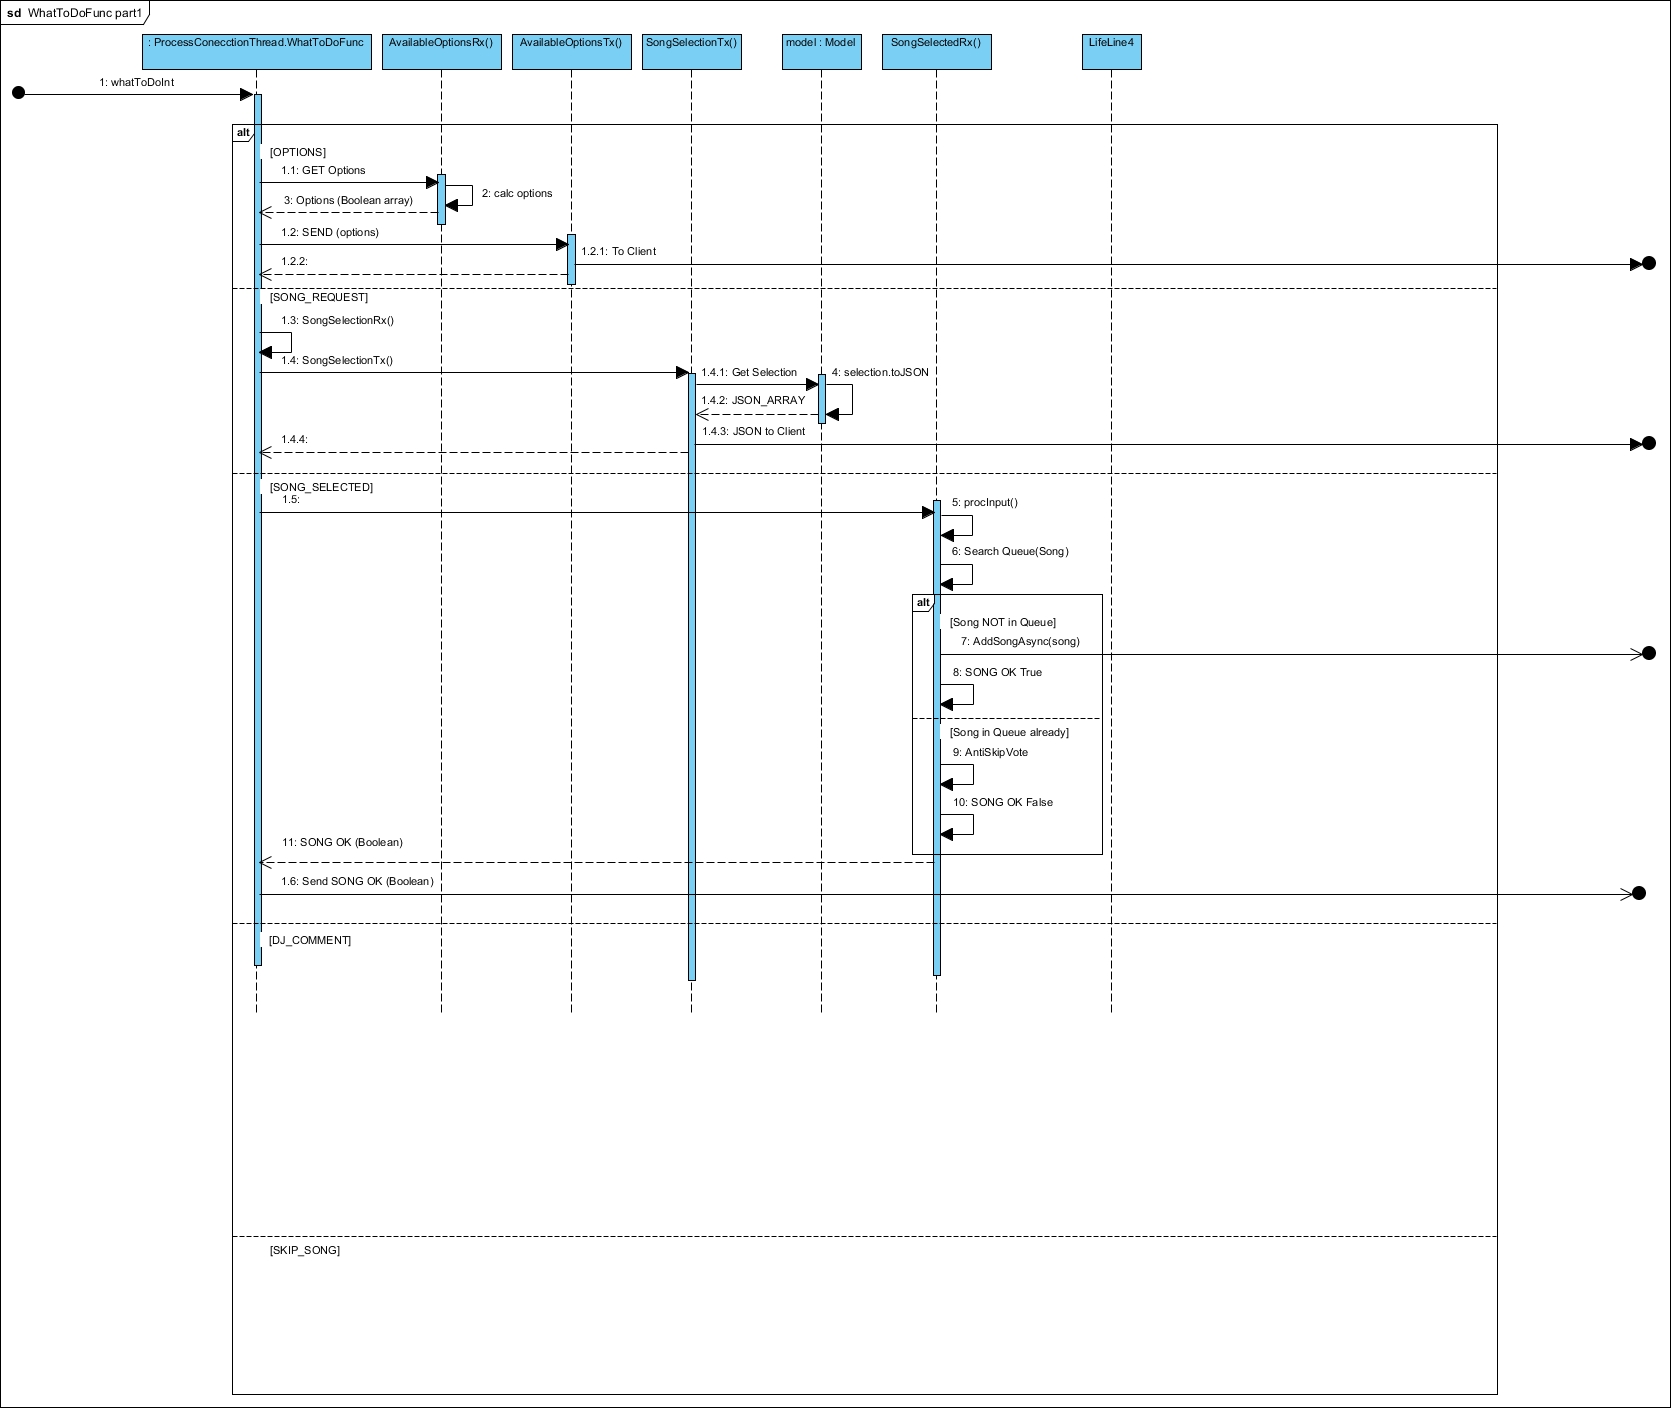 sd WhatToDoFunc part1
: ProcessConecctionThread.WhatToDoFunc
AvailableOptionsRx()
AvailableOptionsTx()
SongSelectionTx()
model : Model
SongSelectedRx()
LifeLine4
1: whatToDoInt
alt
[OPTIONS]
1.1: GET Options
2: calc options
3: Options (Boolean array)
1.2: SEND (options)
1.2.1: To Client
1.2.2:
[SONG_REQUEST]
1.3: SongSelectionRx()
1.4: SongSelectionTx()
1.4.1: Get Selection
4: selection.toJSON
1.4.2: JSON_ARRAY
1.4.3: JSON to Client
1.4.4:
[SONG_SELECTED]
1.5:
5: procInput()
6: Search Queue(Song)
alt
[Song NOT in Queue]
7: AddSongAsync(song)
8: SONG OK True
[Song in Queue already]
9: AntiSkipVote
10: SONG OK False
11: SONG OK (Boolean)
1.6: Send SONG OK (Boolean)
[DJ_COMMENT]
[SKIP_SONG]